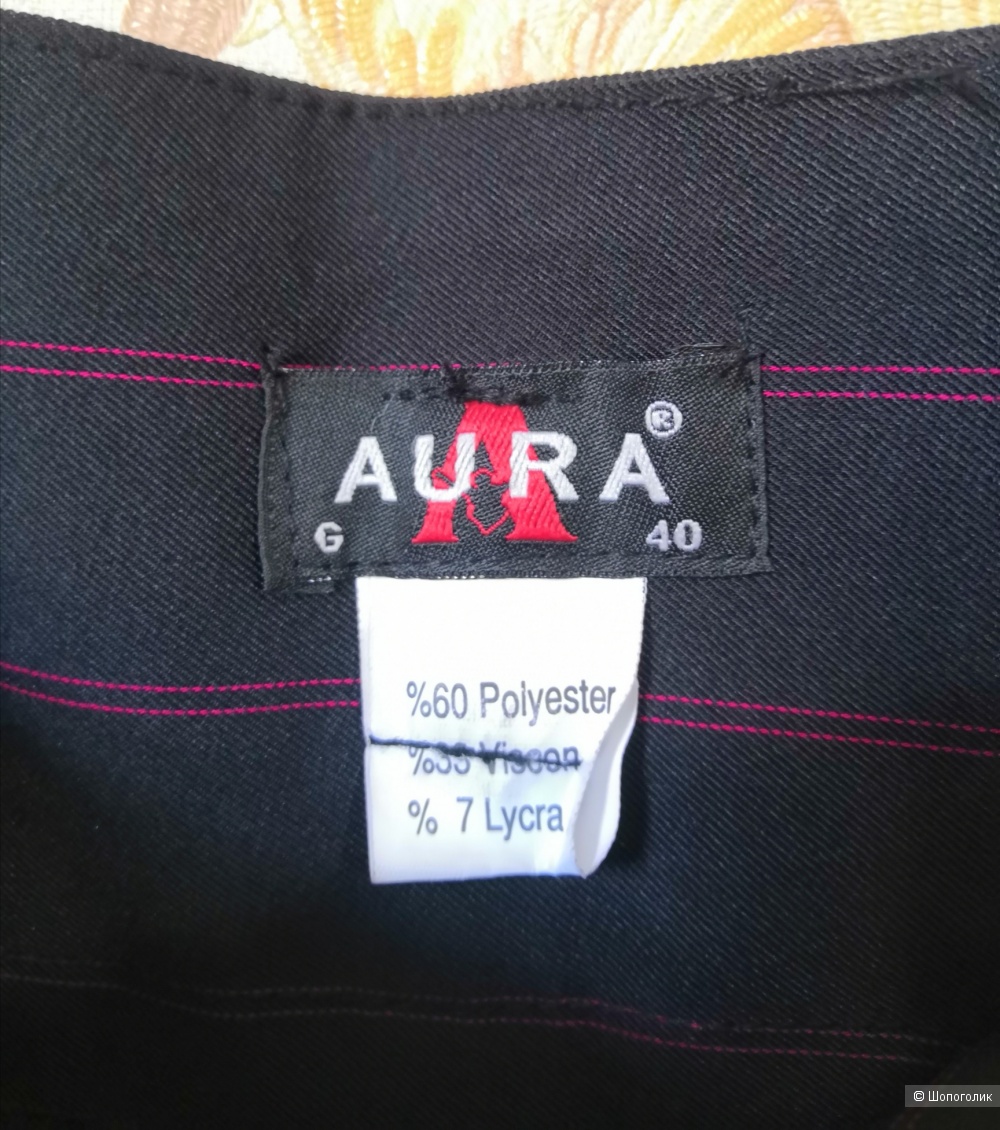 AURA®
G 40
%60 Polyester
%33 Viscon
% 7 Lycra
© Шопоголик